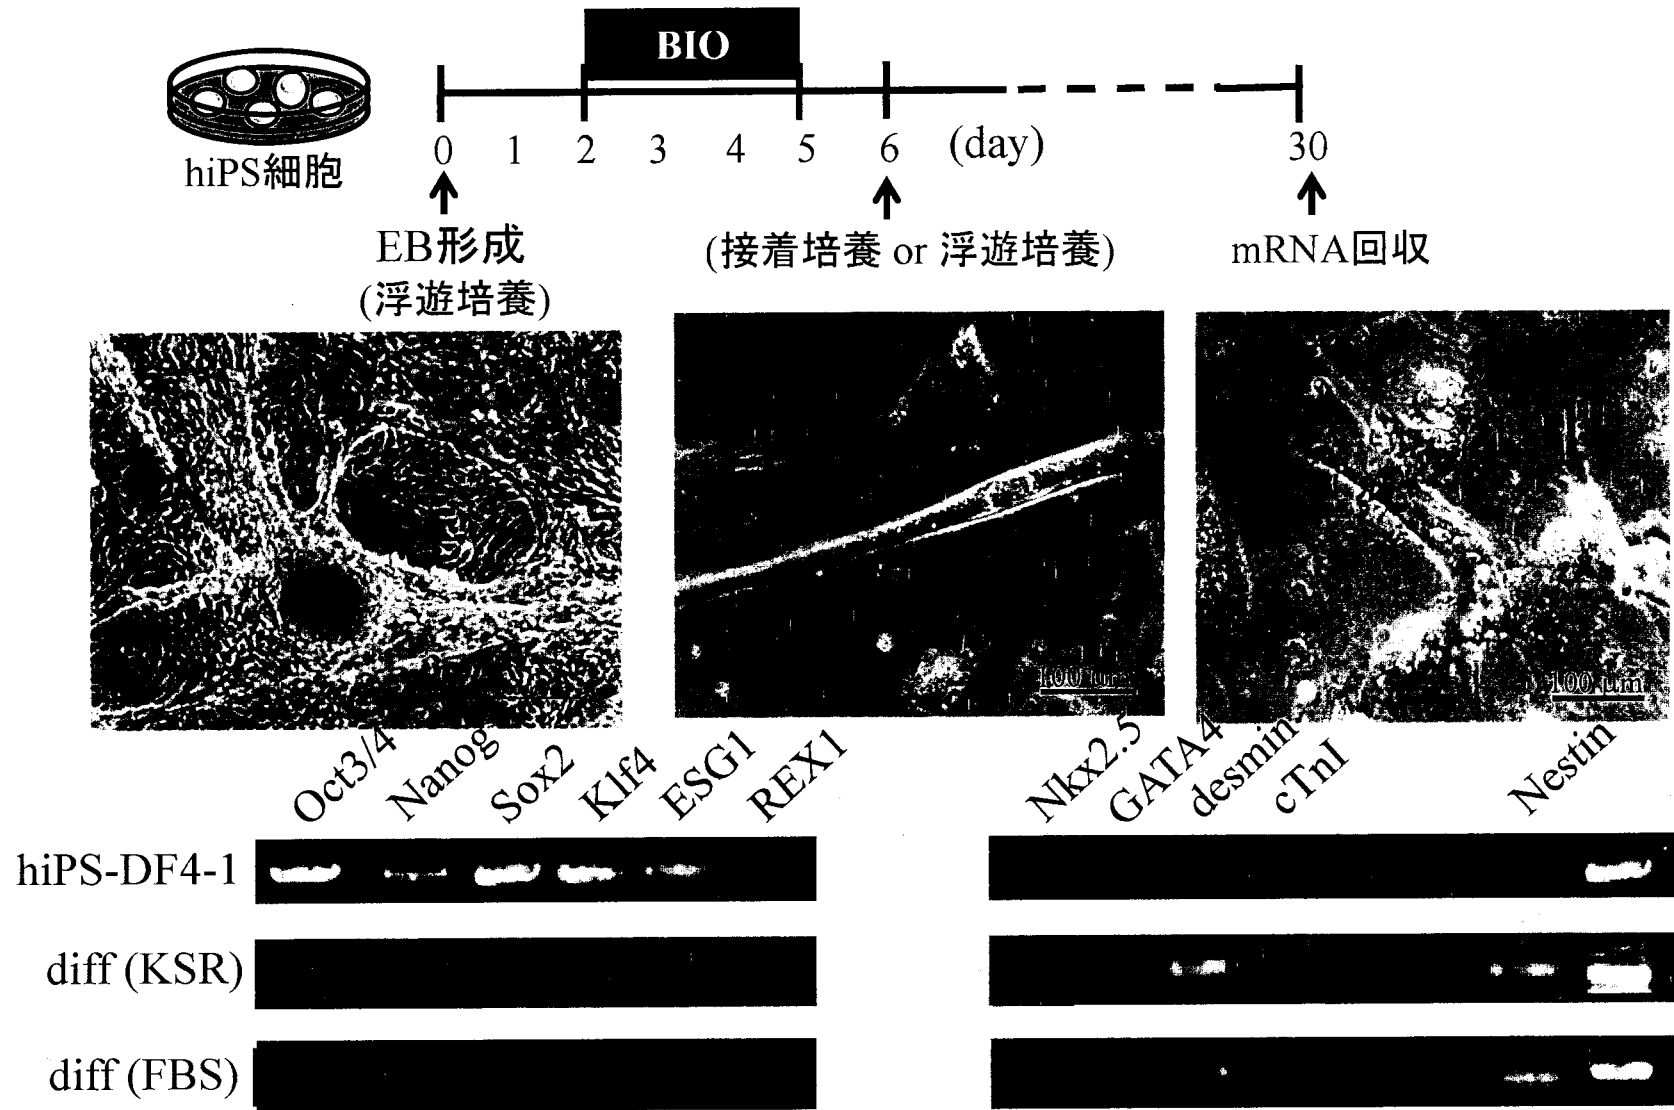 BIO
0 1 2 3 4 5 6 (day) 30
hiPS細胞
EB形成
(浮遊培養)
(接着培養 or 浮遊培養)
mRNA回収
100 μm
100 μm
Oct3/4 Nanog Sox2 Klf4 ESG1 REX1 Nkx2.5 GATA4 desmin cTnI Nestin
hiPS-DF4-1
diff (KSR)
diff (FBS)